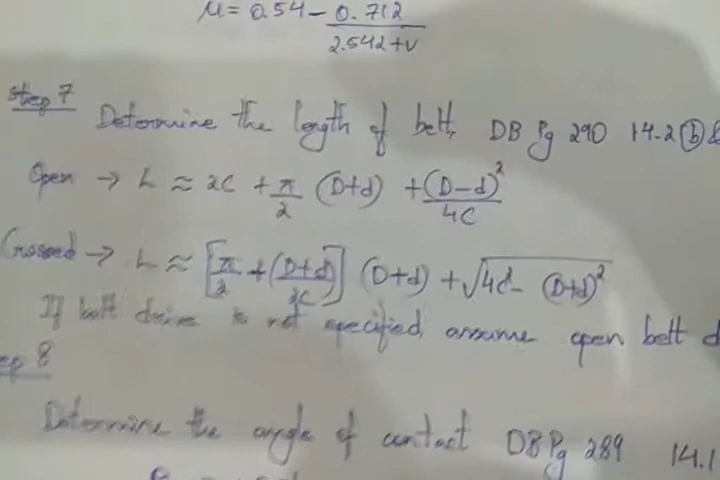 μ = 0.54 - 0.712 / 2.542 + v
Step 7
Determine the length of belt, DB Pg 290 14-2 (b) &
Open → L ≈ 2C + π/2 (D+d) + (D-d)² / 4C
Crossed → L ≈ [π/2 + (D+d)/2C] (D+d) + √4c² - (D+d)²
If belt drive is not specified, assume open belt d
ep 8
Determine the angle of contact DB Pg 289 14.1